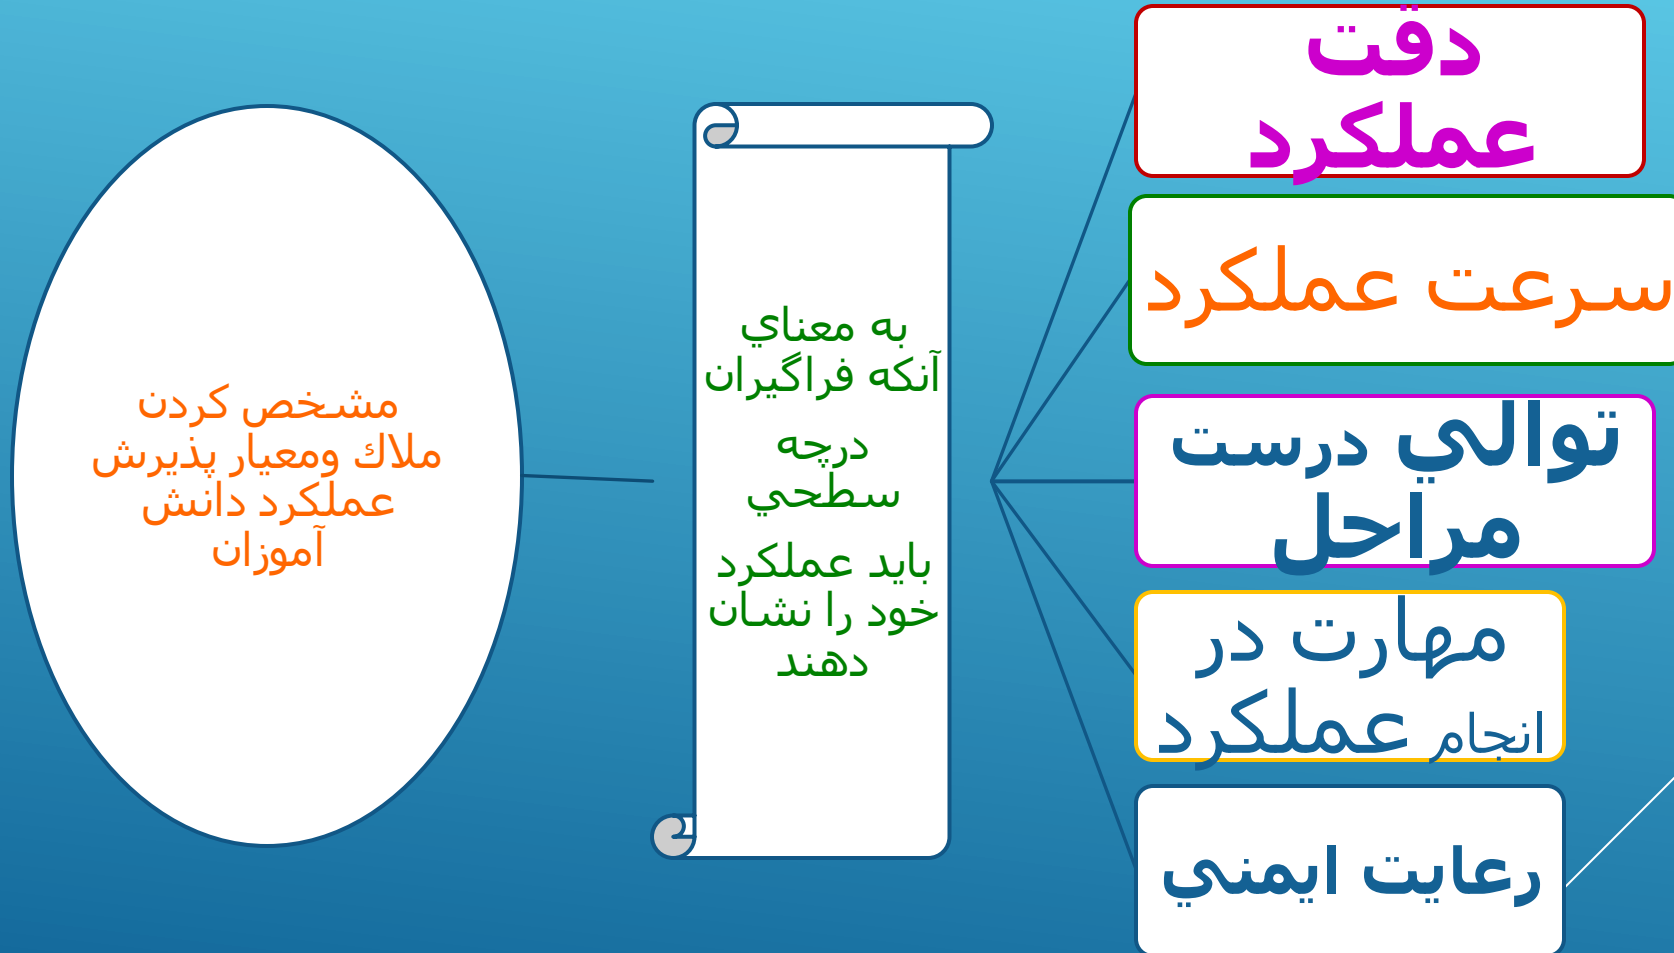 دقت
عملكرد
سرعت عملكرد
توالي درست
مراحل
مهارت در
انجام عملكرد
رعايت ايمني
به معناي
آنكه فراگيران
درچه
سطحي
بايد عملكرد
خود را نشان
دهند
مشخص كردن
ملاك ومعيار پذيرش
عملكرد دانش
آموزان